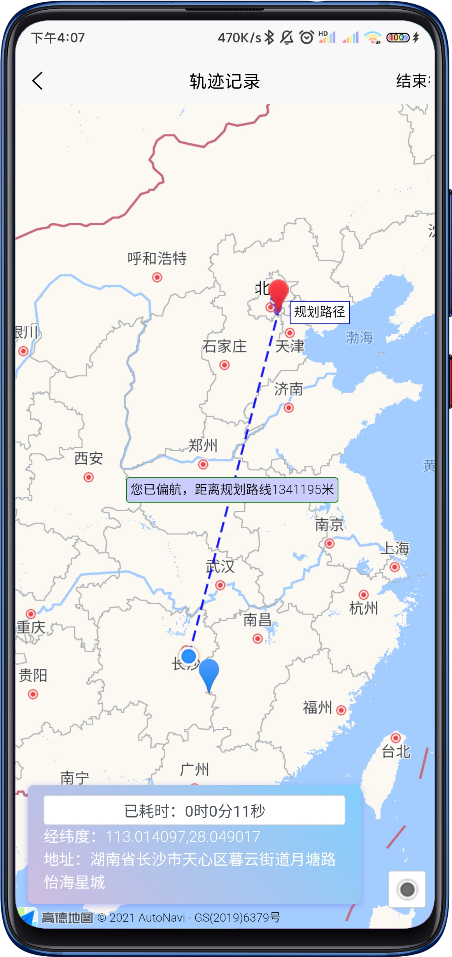 下午4:07
470K/s
HD
100
轨迹记录
结束
呼和浩特
北
规划路径
银川
天津
渤海
石家庄
济南
郑州
西安
黄
您已偏航，距离规划路线1341195米
南京
上海
武汉
杭州
重庆
南昌
长沙
贵阳
福州
台北
广州
南宁
已耗时：0时0分11秒
经纬度：113.014097,28.049017
地址：湖南省长沙市天心区暮云街道月塘路
怡海星城
高德地图 © 2021 AutoNavi - GS(2019)6379号